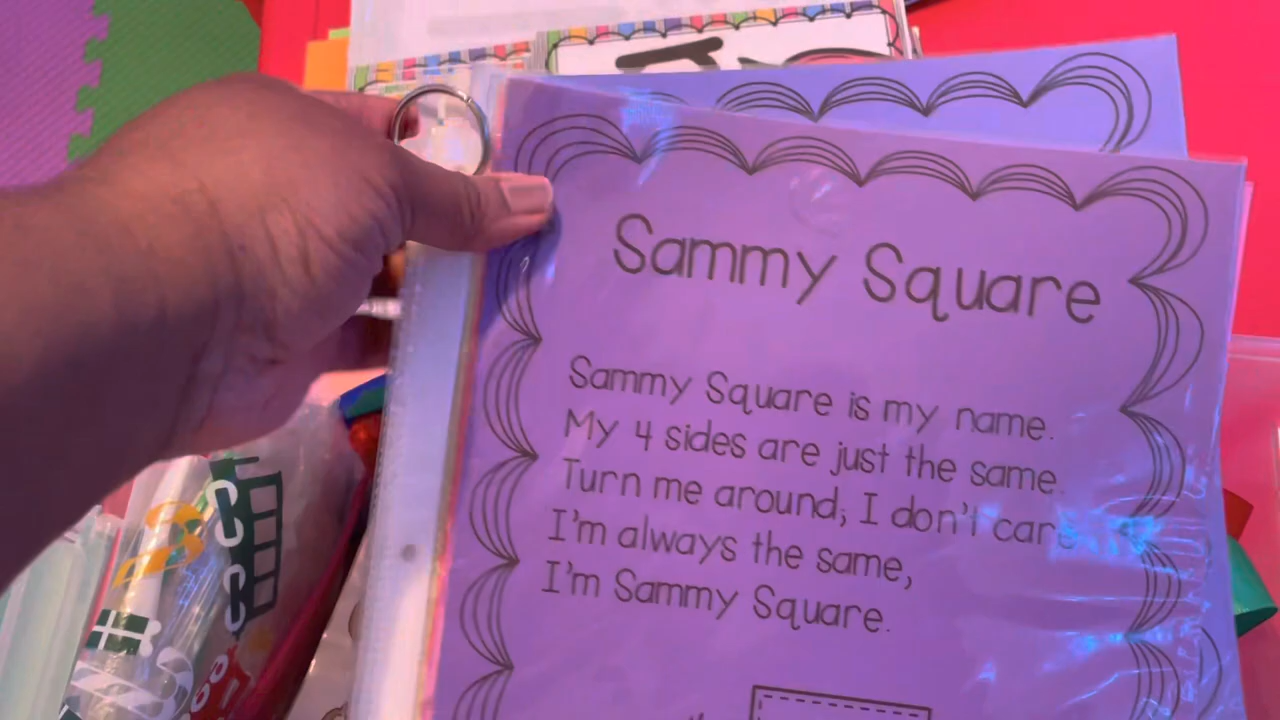 Sammy Square
Sammy Square is my name.
My 4 sides are just the same.
Turn me around; I don't care
I'm always the same,
I'm Sammy Square.